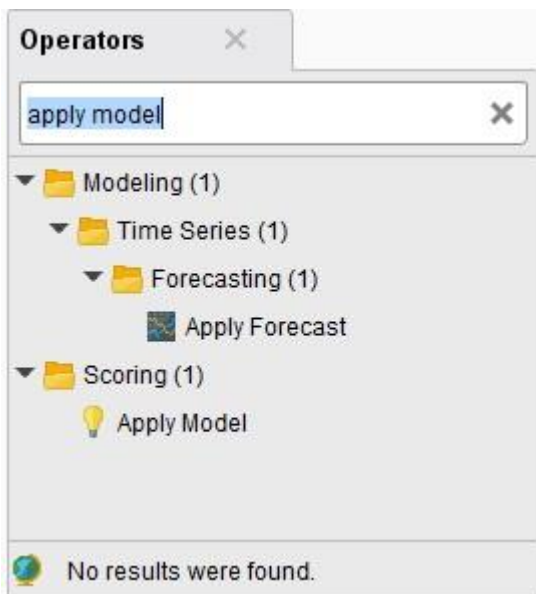 Operators
apply model
Modeling (1)
Time Series (1)
Forecasting (1)
Apply Forecast
Scoring (1)
Apply Model
No results were found.